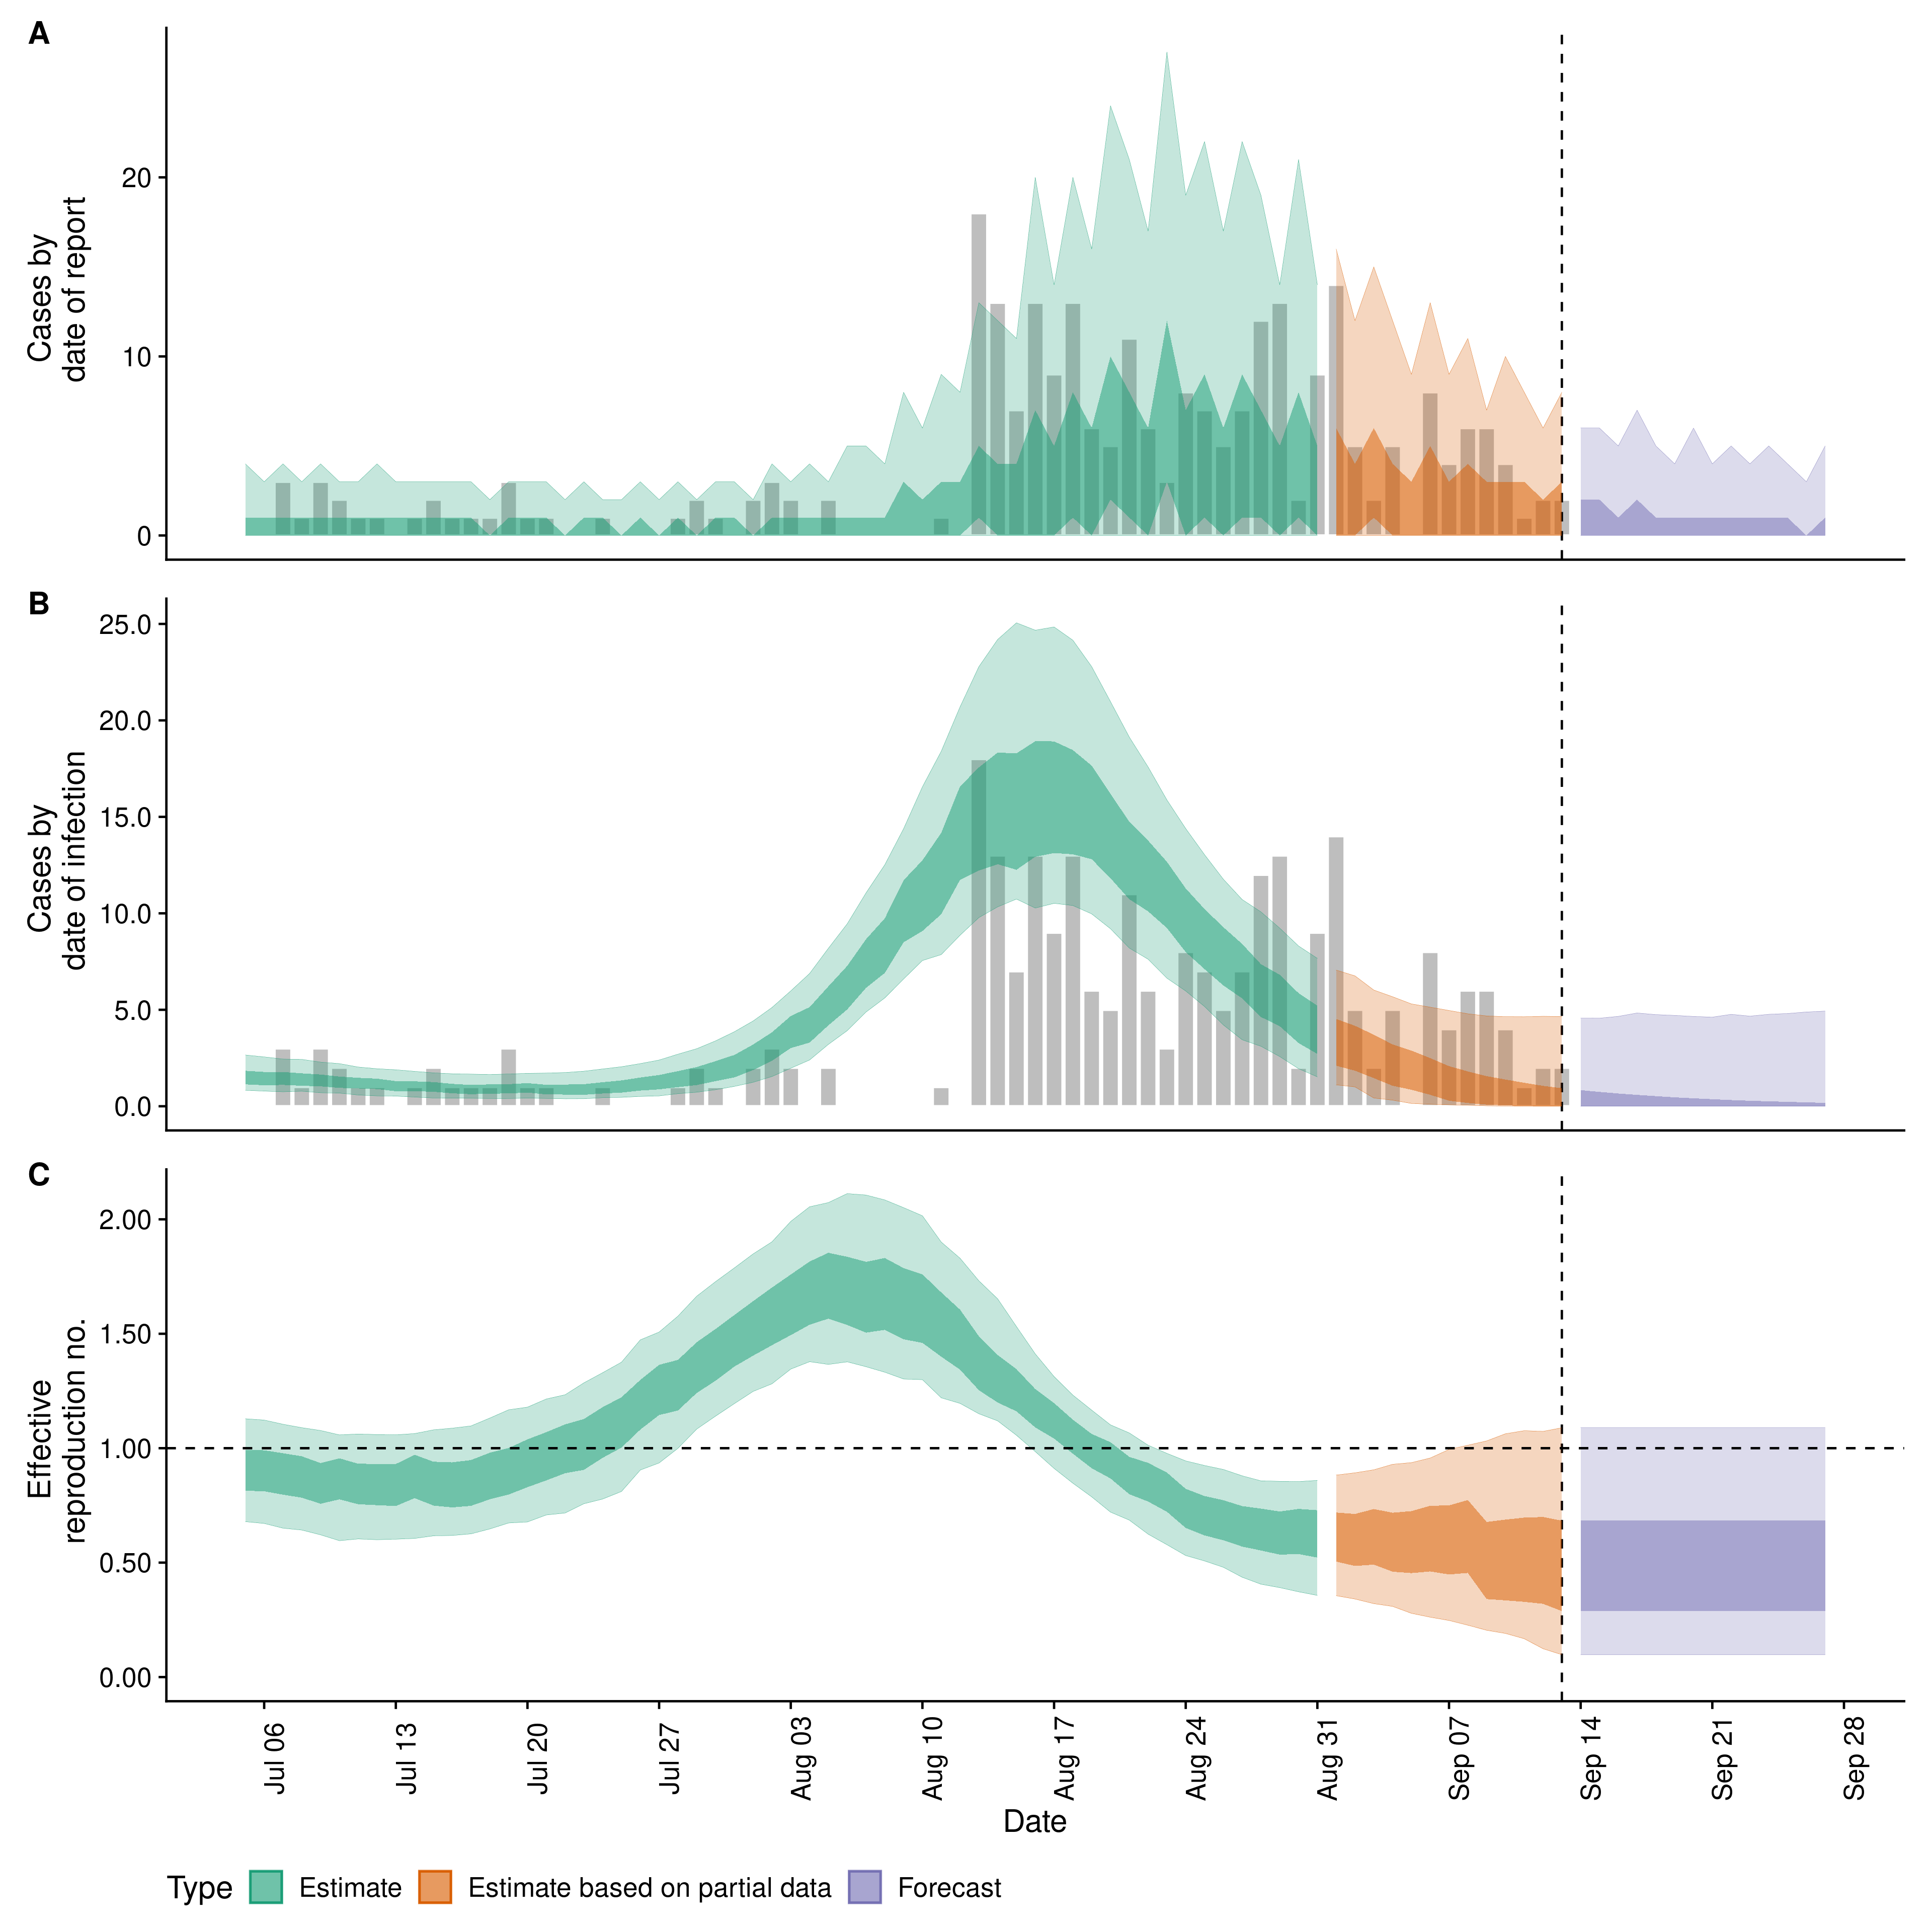 A
Cases by
date of report
20
10
0
B
Cases by
date of infection
25.0
20.0
15.0
10.0
5.0
0.0
C
Effective
reproduction no.
2.00
1.50
1.00
0.50
0.00
Jul 06
Jul 13
Jul 20
Jul 27
Aug 03
Aug 10
Aug 17
Aug 24
Aug 31
Sep 07
Sep 14
Sep 21
Sep 28
Date
Type Estimate Estimate based on partial data Forecast